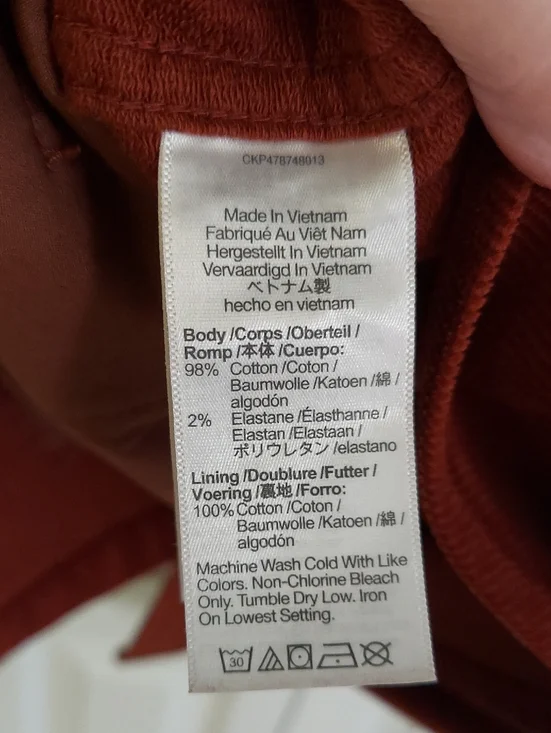 CKP478748013
Made In Vietnam
Fabriqué Au Viêt Nam
Hergestellt In Vietnam
Vervaardigd In Vietnam
ベトナム製
hecho en vietnam
Body /Corps /Oberteil /
Romp /本体 /Cuerpo:
98% Cotton /Coton /
Baumwolle /Katoen /綿 /
algodón
2% Elastane /Élasthanne /
Elastan /Elastaan /
ポリウレタン /elastano
Lining /Doublure /Futter /
Voering /裏地 /Forro:
100% Cotton /Coton /
Baumwolle /Katoen /綿 /
algodón
Machine Wash Cold With Like
Colors. Non-Chlorine Bleach
Only. Tumble Dry Low. Iron
On Lowest Setting.
30